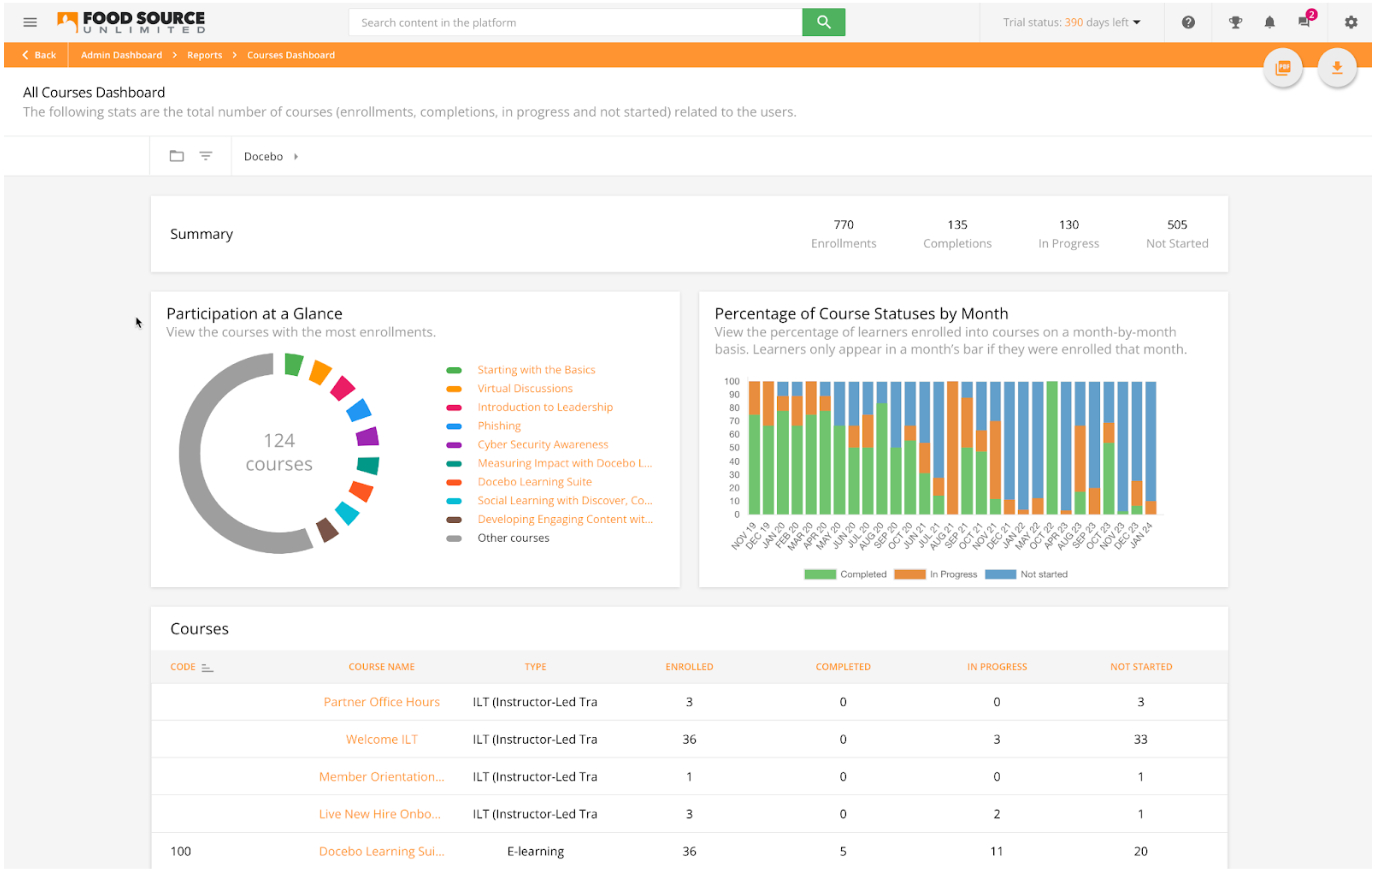 FOOD SOURCE
UNLIMITED
Search content in the platform
Trial status: 390 days left
2
Back
Admin Dashboard
Reports
Courses Dashboard
PDF
All Courses Dashboard
The following stats are the total number of courses (enrollments, completions, in progress and not started) related to the users.
Docebo
Summary
770
135
130
505
Enrollments
Completions
In Progress
Not Started
Participation at a Glance
View the courses with the most enrollments.
124
courses
Starting with the Basics
Virtual Discussions
Introduction to Leadership
Phishing
Cyber Security Awareness
Measuring Impact with Docebo L...
Docebo Learning Suite
Social Learning with Discover, Co...
Developing Engaging Content wit...
Other courses
Percentage of Course Statuses by Month
View the percentage of learners enrolled into courses on a month-by-month
basis. Learners only appear in a month's bar if they were enrolled that month.
100
90
80
70
60
50
40
30
20
10
0
NOV 19
DEC 19
JAN 20
FEB 20
MAR 20
APR 20
MAY 20
JUN 20
JUL 20
AUG 20
SEP 20
OCT 20
JUN 21
JUL 21
AUG 21
SEP 21
OCT 21
NOV 21
DEC 21
JAN 22
MAY 22
OCT 22
APR 23
AUG 23
SEP 23
OCT 23
NOV 23
DEC 23
JAN 24
Completed
In Progress
Not started
Courses
CODE COURSE NAME TYPE ENROLLED COMPLETED IN PROGRESS NOT STARTED
Partner Office Hours ILT (Instructor-Led Tra 3 0 0 3
Welcome ILT ILT (Instructor-Led Tra 36 0 3 33
Member Orientation... ILT (Instructor-Led Tra 1 0 0 1
Live New Hire Onbo... ILT (Instructor-Led Tra 3 0 2 1
100 Docebo Learning Sui... E-learning 36 5 11 20